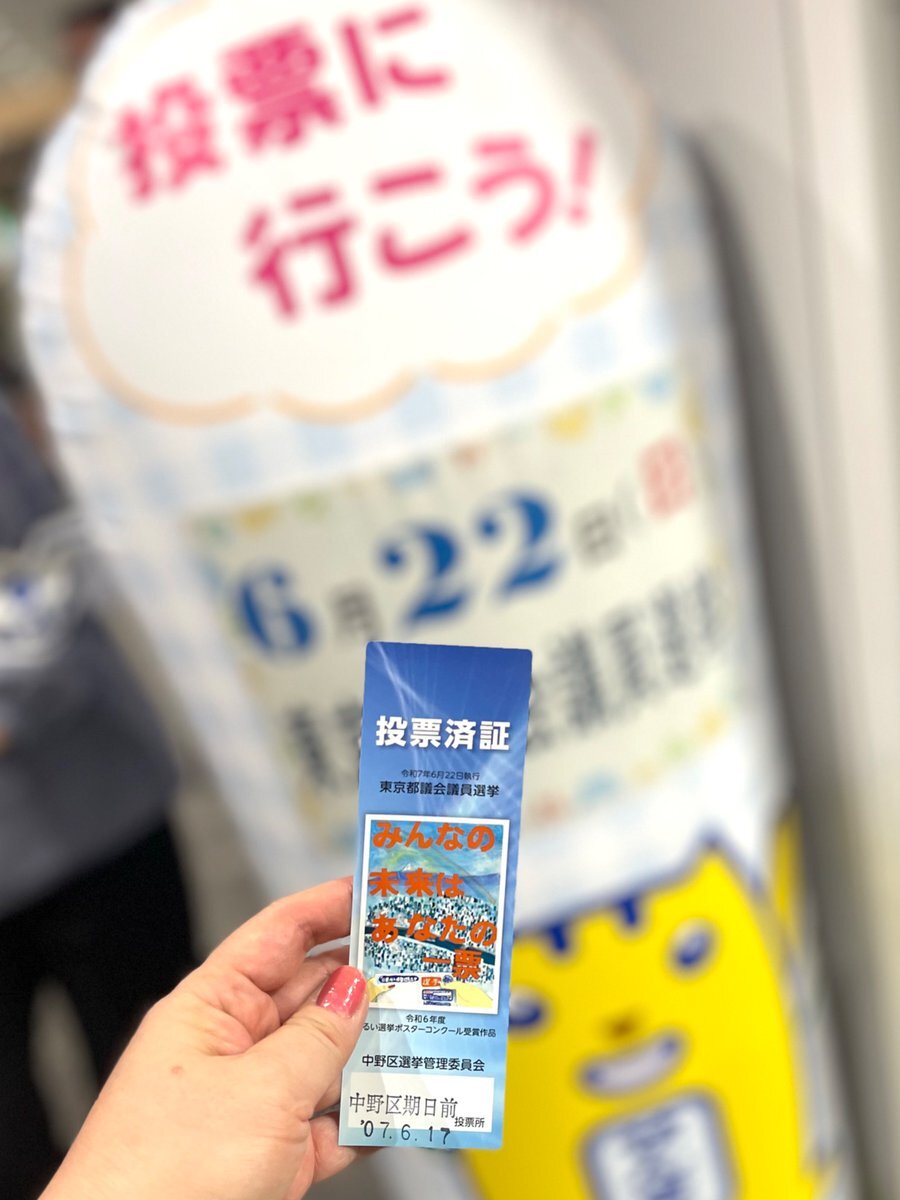 投票に
行こう!
6月22日(日)
投票済証
令和7年6月22日執行
東京都議会議員選挙
みんなの
未来は
あなたの
一票
令和6年度
るい選挙ポスターコンクール受賞作品
中野区選挙管理委員会
中野区期日前投票所
'07.6.17